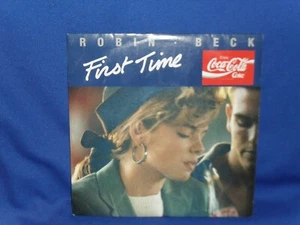 ROBIN · BECK
First Time
Coca-Cola
Coke